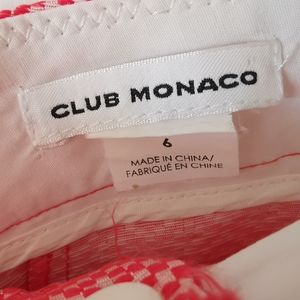 CLUB MONACO
6
MADE IN CHINA/
FABRIQUÉ EN CHINE